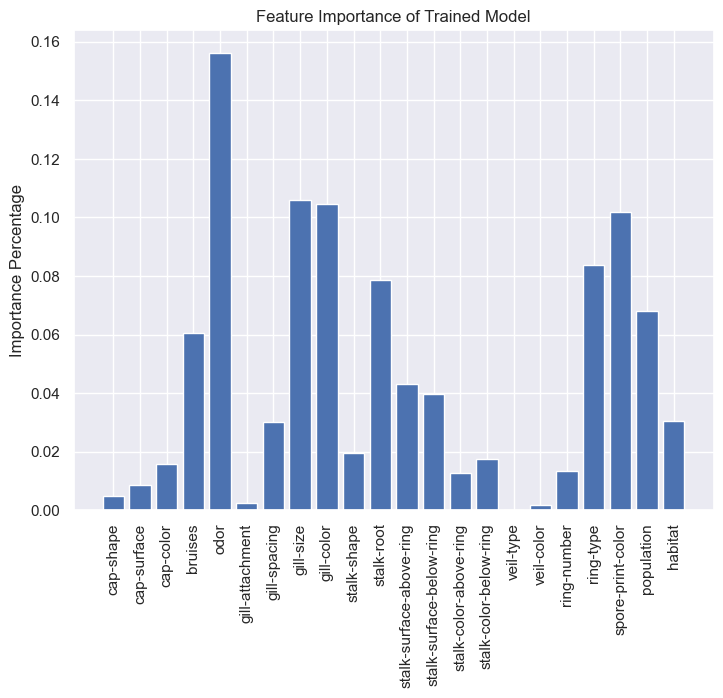 Feature Importance of Trained Model
Importance Percentage
0.16
0.14
0.12
0.10
0.08
0.06
0.04
0.02
0.00
cap-shape
cap-surface
cap-color
bruises
odor
gill-attachment
gill-spacing
gill-size
gill-color
stalk-shape
stalk-root
stalk-surface-above-ring
stalk-surface-below-ring
stalk-color-above-ring
stalk-color-below-ring
veil-type
veil-color
ring-number
ring-type
spore-print-color
population
habitat